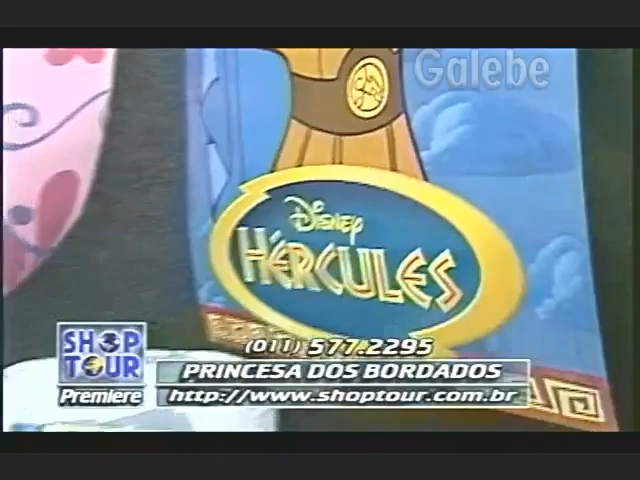 Galebe
Disney
HÉRCULES
(011) 577.2295
SHOP
TOUR
PRINCESA DOS BORDADOS
Premiere
http://www.shoptour.com.br